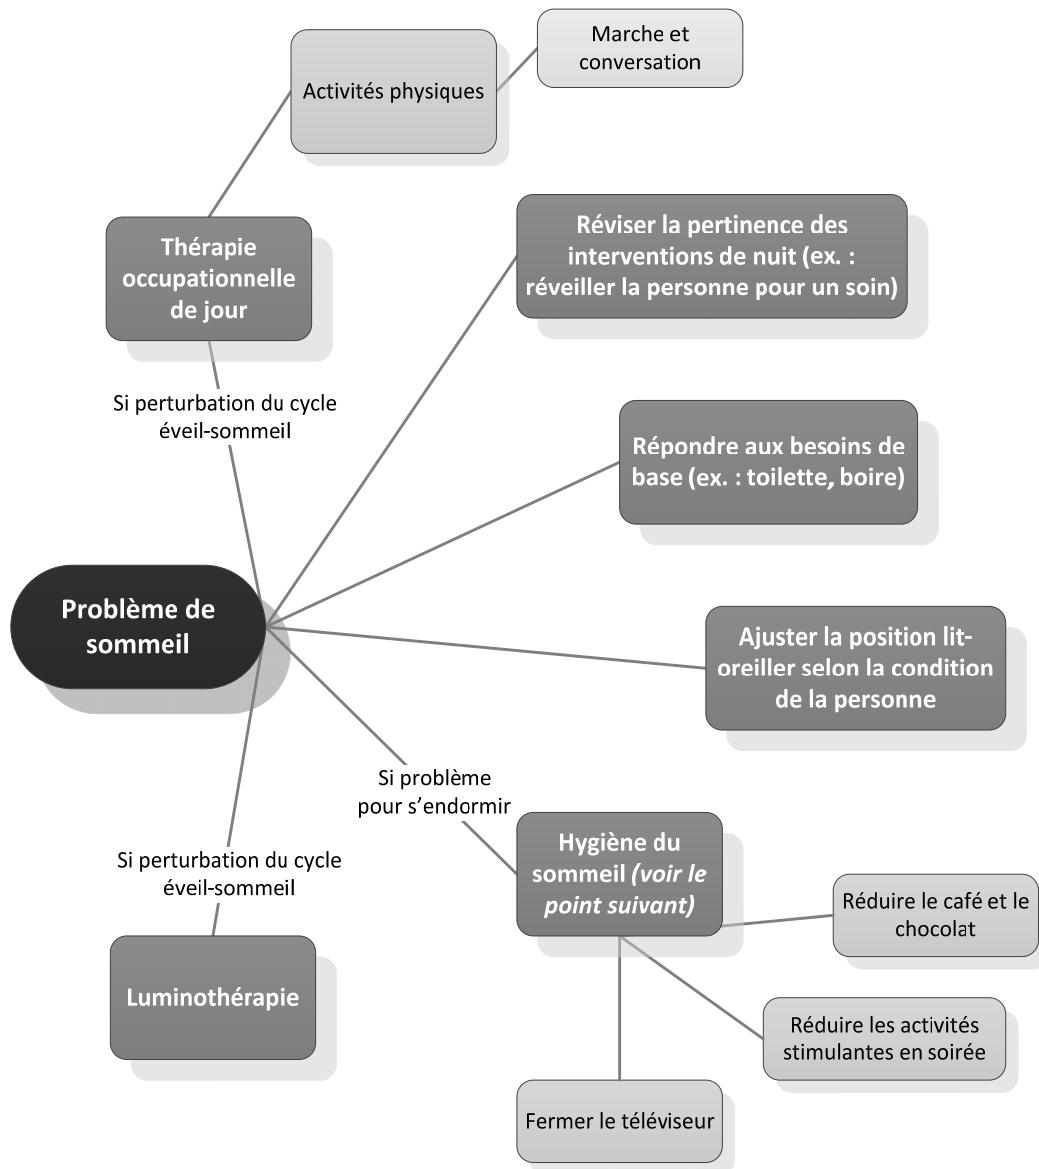 Marche et
conversation
Activités physiques
Réviser la pertinence des
interventions de nuit (ex. :
réveiller la personne pour un soin)
Thérapie
occupationnelle
de jour
Si perturbation du cycle
éveil-sommeil
Répondre aux besoins de
base (ex. : toilette, boire)
Problème de
sommeil
Ajuster la position lit-
oreiller selon la condition
de la personne
Si problème
pour s’endormir
Hygiène du
sommeil (voir le
point suivant)
Si perturbation du cycle
éveil-sommeil
Réduire le café et le
chocolat
Luminothérapie
Réduire les activités
stimulantes en soirée
Fermer le téléviseur